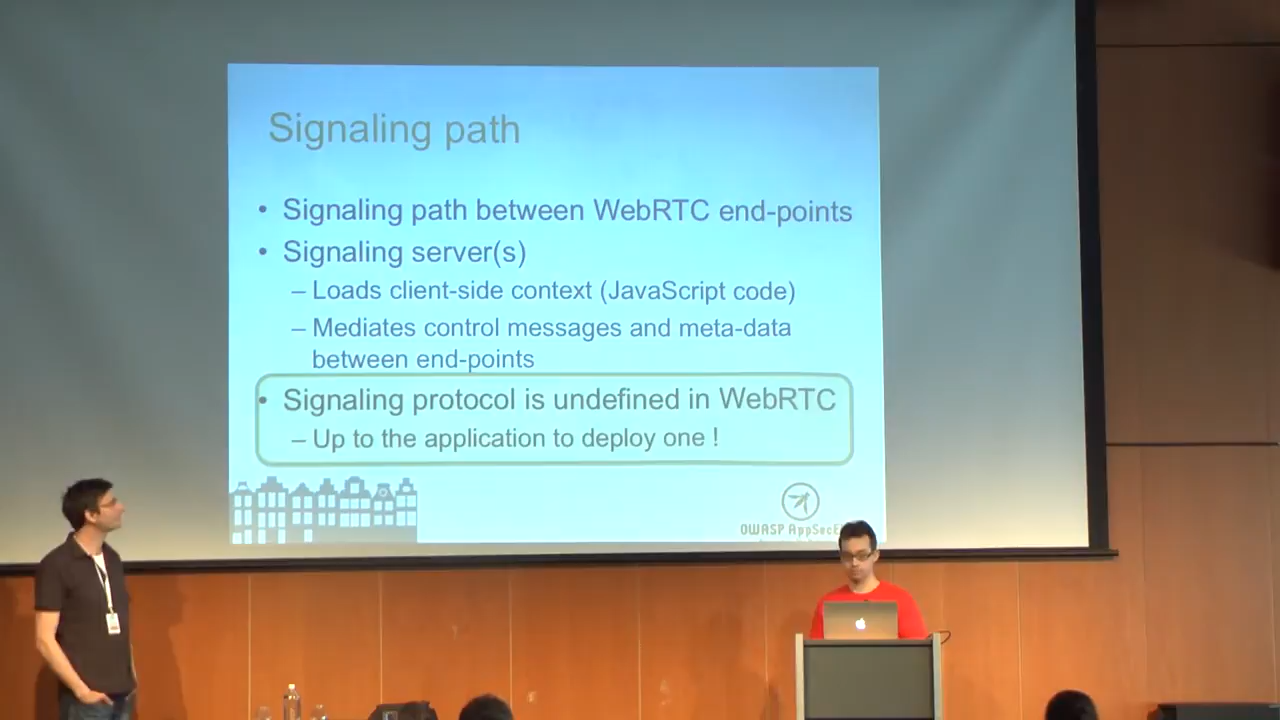 Signaling path
• Signaling path between WebRTC end-points
• Signaling server(s)
– Loads client-side context (JavaScript code)
– Mediates control messages and meta-data
between end-points
• Signaling protocol is undefined in WebRTC
– Up to the application to deploy one !
OWASP AppSecE